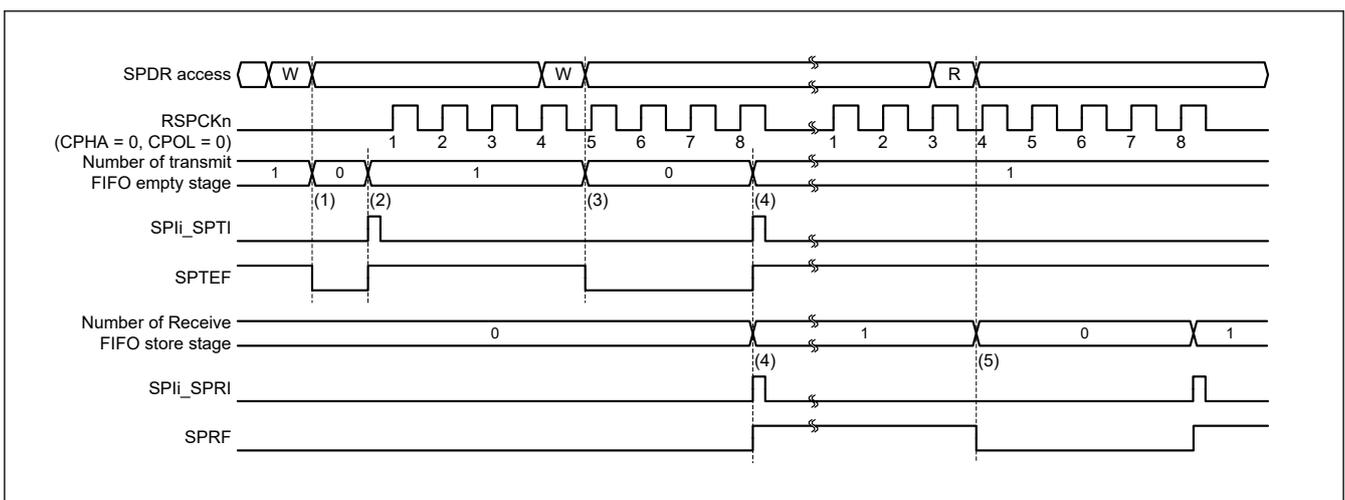 SPDR access W W R
RSPCKn
(CPHA = 0, CPOL = 0) 1 2 3 4 5 6 7 8 1 2 3 4 5 6 7 8
Number of transmit
FIFO empty stage 1 0 1 0 1
(1) (2) (3) (4)
SPIi_SPTI
SPTEF
Number of Receive
FIFO store stage 0 1 0 1
(4) (5)
SPIi_SPRI
SPRF